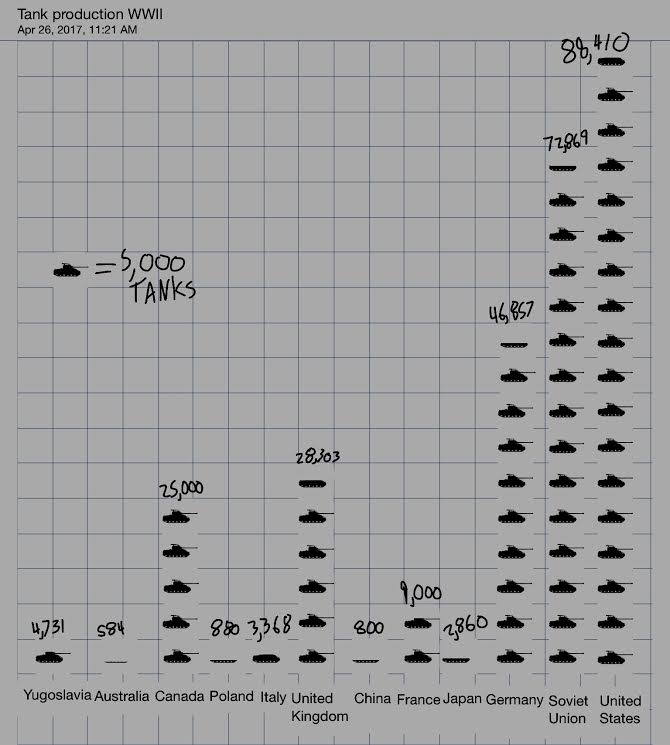 Tank production WWII
Apr 26, 2017, 11:21 AM
88,410
72,869
= 5,000
TANKS
46,857
28,303
25,000
9,000
4,731 584 880 3,368 800 2,860
Yugoslavia Australia Canada Poland Italy United Kingdom China France Japan Germany Soviet Union United States